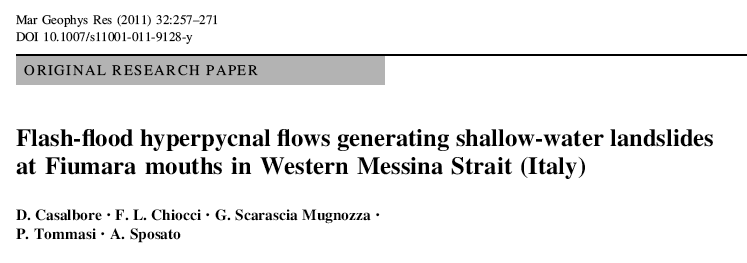 Mar Geophys Res (2011) 32:257–271
DOI 10.1007/s11001-011-9128-y
ORIGINAL RESEARCH PAPER
Flash-flood hyperpycnal flows generating shallow-water landslides
at Fiumara mouths in Western Messina Strait (Italy)
D. Casalbore · F. L. Chiocci · G. Scarascia Mugnozza ·
P. Tommasi · A. Sposato